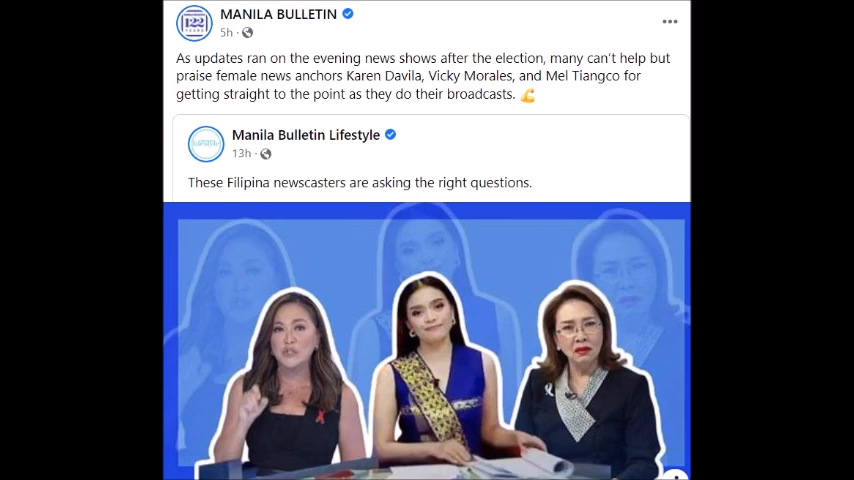 MANILA BULLETIN
122
YEARS
5h ·
As updates ran on the evening news shows after the election, many can't help but
praise female news anchors Karen Davila, Vicky Morales, and Mel Tiangco for
getting straight to the point as they do their broadcasts. 💪
Manila Bulletin Lifestyle
13h ·
These Filipina newscasters are asking the right questions.